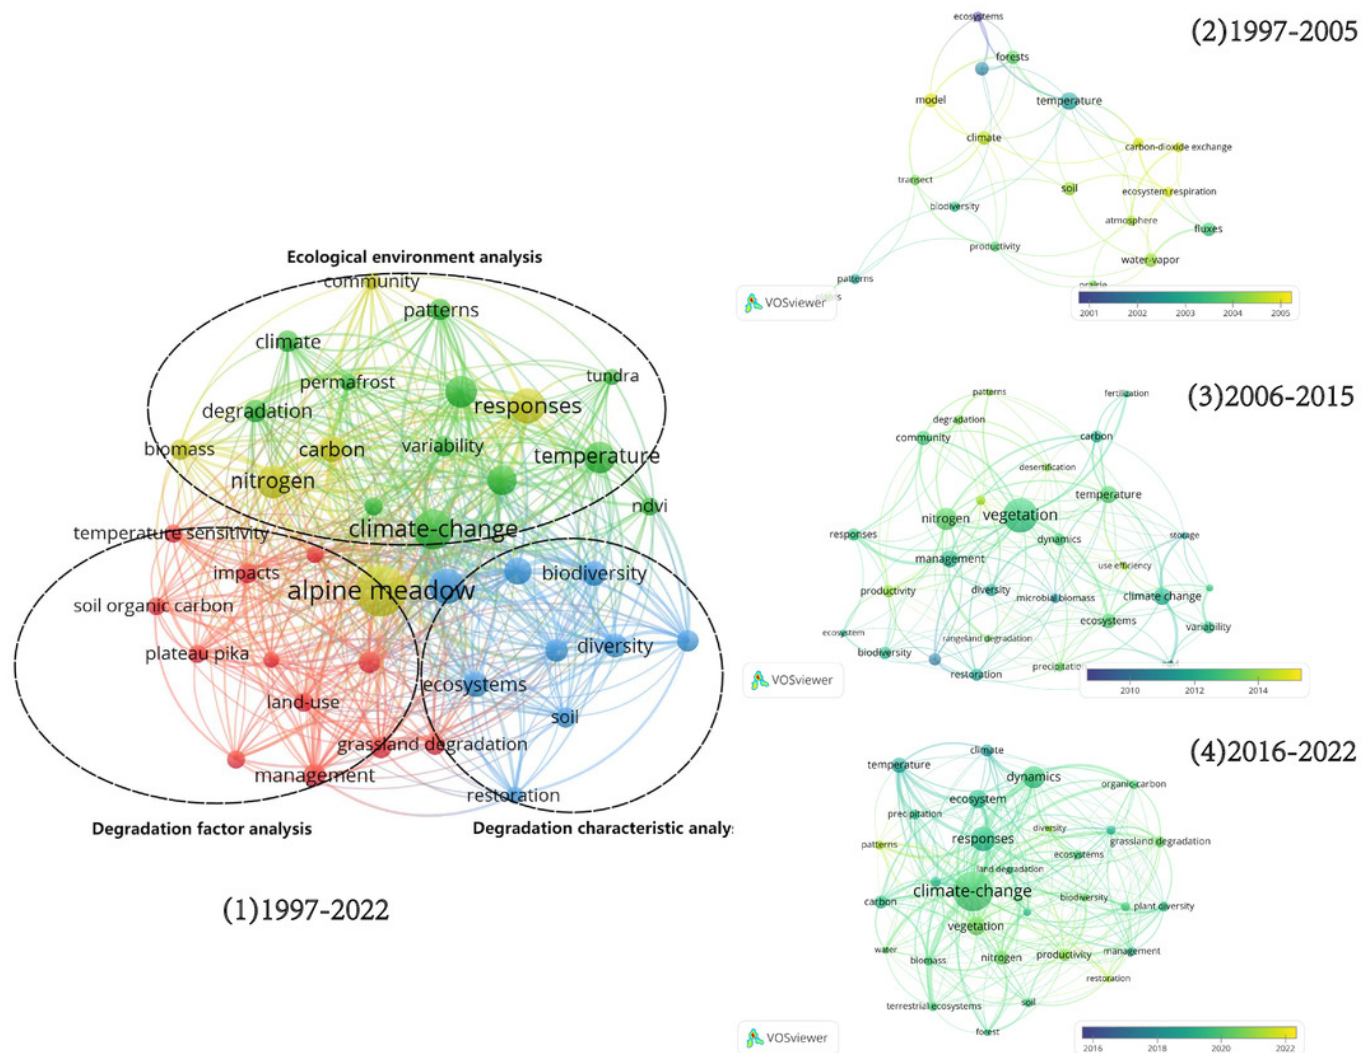 Ecological environment analysis
community
patterns
climate
permafrost
tundra
degradation
responses
biomass
carbon
variability
temperature
nitrogen
ndvi
climate-change
temperature sensitivity
impacts
biodiversity
alpine meadow
soil organic carbon
plateau pika
diversity
ecosystems
land-use
soil
grassland degradation
management
restoration
Degradation factor analysis
Degradation characteristic analy
(1)1997-2022
(2)1997-2005
ecosystems
forests
model
temperature
climate
carbon-dioxide exchange
transect
soil
ecosystem respiration
biodiversity
atmosphere
fluxes
productivity
water-vapor
patterns
prairie
VOSviewer
2001 2002 2003 2004 2005
(3)2006-2015
patterns
fertilization
degradation
community
carbon
desertification
temperature
nitrogen
vegetation
responses
dynamics
storage
management
use efficiency
productivity
diversity
microbial biomass
climate change
ecosystems
ecosystem
rangeland degradation
variability
biodiversity
restoration
precipitatio
VOSviewer
2010 2012 2014
(4)2016-2022
climate
temperature
dynamics
organic-carbon
ecosystem
precipitation
diversity
patterns
responses
grassland degradation
ecosystems
land degradation
climate-change
carbon
biodiversity
plant diversity
vegetation
water
biomass
nitrogen
productivity
management
restoration
terrestrial ecosystems
soil
forest
VOSviewer
2016 2018 2020 2022